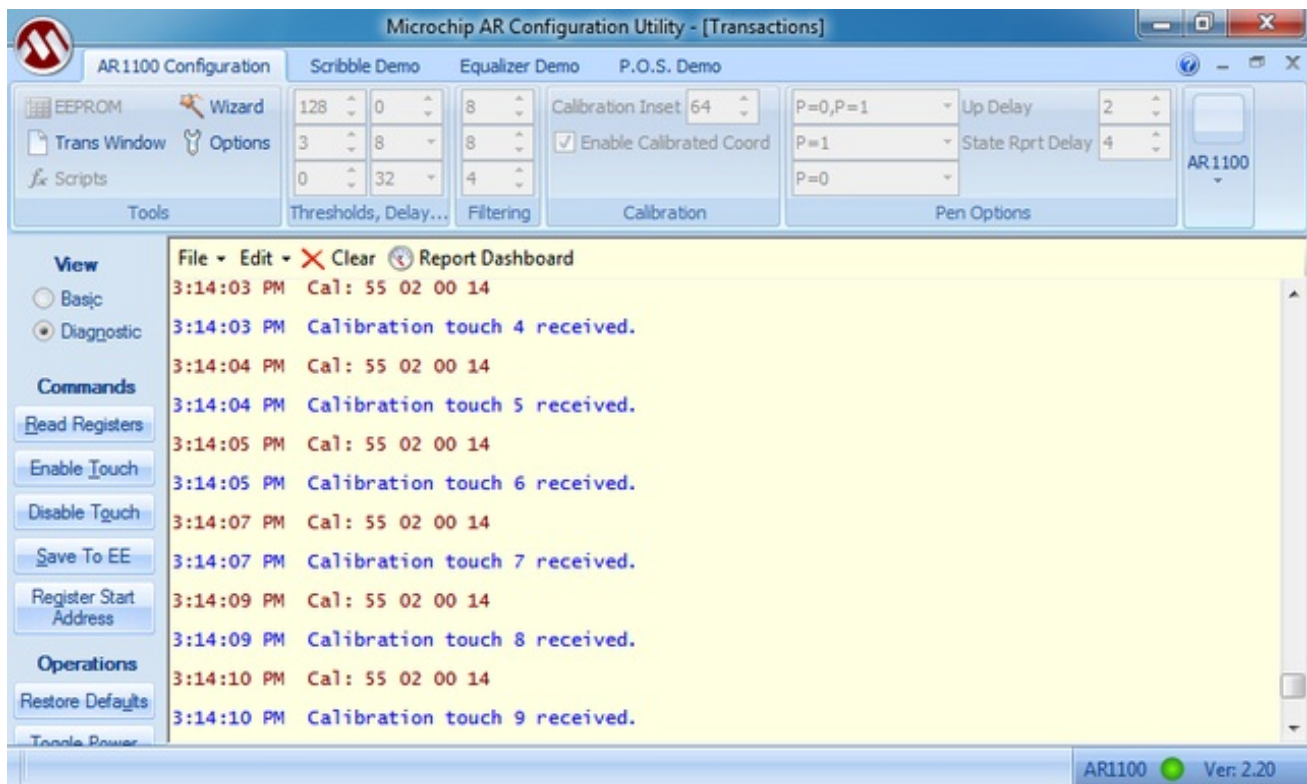 Microchip AR Configuration Utility - [Transactions]
AR1100 Configuration Scribble Demo Equalizer Demo P.O.S. Demo
EEPROM Wizard 128 0 8 Calibration Inset 64 P=0,P=1 Up Delay 2
Trans Window Options 3 8 8 Enable Calibrated Coord P=1 State Rprt Delay 4
fx Scripts 0 32 4 P=0 AR1100
Tools Thresholds, Delay... Filtering Calibration Pen Options
View
Basic
Diagnostic
Commands
Read Registers
Enable Touch
Disable Touch
Save To EE
Register Start
Address
Operations
Restore Defaults
Toggle Power
File Edit Clear Report Dashboard
3:14:03 PM Cal: 55 02 00 14
3:14:03 PM Calibration touch 4 received.
3:14:04 PM Cal: 55 02 00 14
3:14:04 PM Calibration touch 5 received.
3:14:05 PM Cal: 55 02 00 14
3:14:05 PM Calibration touch 6 received.
3:14:07 PM Cal: 55 02 00 14
3:14:07 PM Calibration touch 7 received.
3:14:09 PM Cal: 55 02 00 14
3:14:09 PM Calibration touch 8 received.
3:14:10 PM Cal: 55 02 00 14
3:14:10 PM Calibration touch 9 received.
AR1100 Ver: 2.20